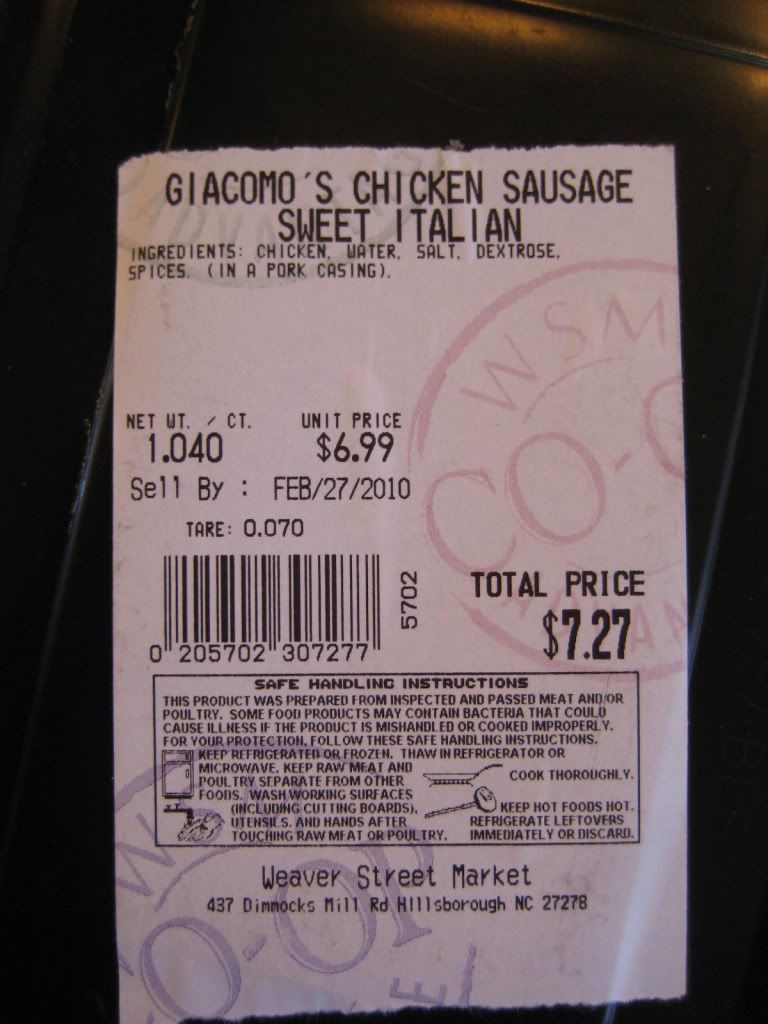 GIACOMO'S CHICKEN SAUSAGE
SWEET ITALIAN
INGREDIENTS: CHICKEN, WATER, SALT, DEXTROSE,
SPICES. (IN A PORK CASING).
WSM
CO-O
NET WT. / CT. UNIT PRICE
1.040 $6.99
Sell By : FEB/27/2010
TARE: 0.070
5702
TOTAL PRICE
$7.27
0 205702 307277
SAFE HANDLING INSTRUCTIONS
THIS PRODUCT WAS PREPARED FROM INSPECTED AND PASSED MEAT AND/OR
POULTRY. SOME FOOD PRODUCTS MAY CONTAIN BACTERIA THAT COULD
CAUSE ILLNESS IF THE PRODUCT IS MISHANDLED OR COOKED IMPROPERLY.
FOR YOUR PROTECTION, FOLLOW THESE SAFE HANDLING INSTRUCTIONS.
KEEP REFRIGERATED OR FROZEN. THAW IN REFRIGERATOR OR
MICROWAVE. KEEP RAW MEAT AND
POULTRY SEPARATE FROM OTHER
FOODS. WASH WORKING SURFACES
(INCLUDING CUTTING BOARDS),
UTENSILS, AND HANDS AFTER
TOUCHING RAW MEAT OR POULTRY.
COOK THOROUGHLY.
KEEP HOT FOODS HOT.
REFRIGERATE LEFTOVERS
IMMEDIATELY OR DISCARD.
WSM
CO-OP
Weaver Street Market
437 Dimmocks Mill Rd Hillsborough NC 27278